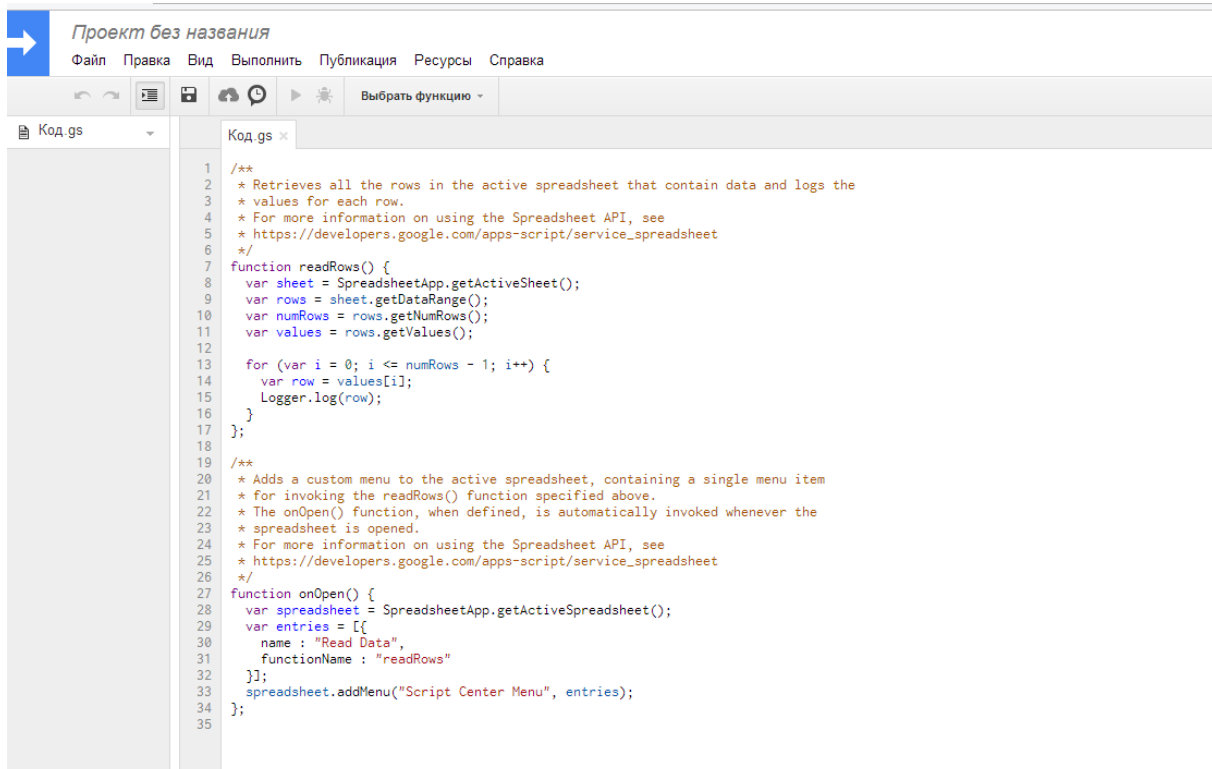 Проект без названия
Файл Правка Вид Выполнить Публикация Ресурсы Справка
Выбрать функцию
Код.gs
Код.gs ×
1 /**
2  * Retrieves all the rows in the active spreadsheet that contain data and logs the
3  * values for each row.
4  * For more information on using the Spreadsheet API, see
5  * https://developers.google.com/apps-script/service_spreadsheet
6  */
7 function readRows() {
8   var sheet = SpreadsheetApp.getActiveSheet();
9   var rows = sheet.getDataRange();
10   var numRows = rows.getNumRows();
11   var values = rows.getValues();
12
13   for (var i = 0; i <= numRows - 1; i++) {
14     var row = values[i];
15     Logger.log(row);
16   }
17 };
18
19 /**
20  * Adds a custom menu to the active spreadsheet, containing a single menu item
21  * for invoking the readRows() function specified above.
22  * The onOpen() function, when defined, is automatically invoked whenever the
23  * spreadsheet is opened.
24  * For more information on using the Spreadsheet API, see
25  * https://developers.google.com/apps-script/service_spreadsheet
26  */
27 function onOpen() {
28   var spreadsheet = SpreadsheetApp.getActiveSpreadsheet();
29   var entries = [{
30     name : "Read Data",
31     functionName : "readRows"
32   }];
33   spreadsheet.addMenu("Script Center Menu", entries);
34 };
35